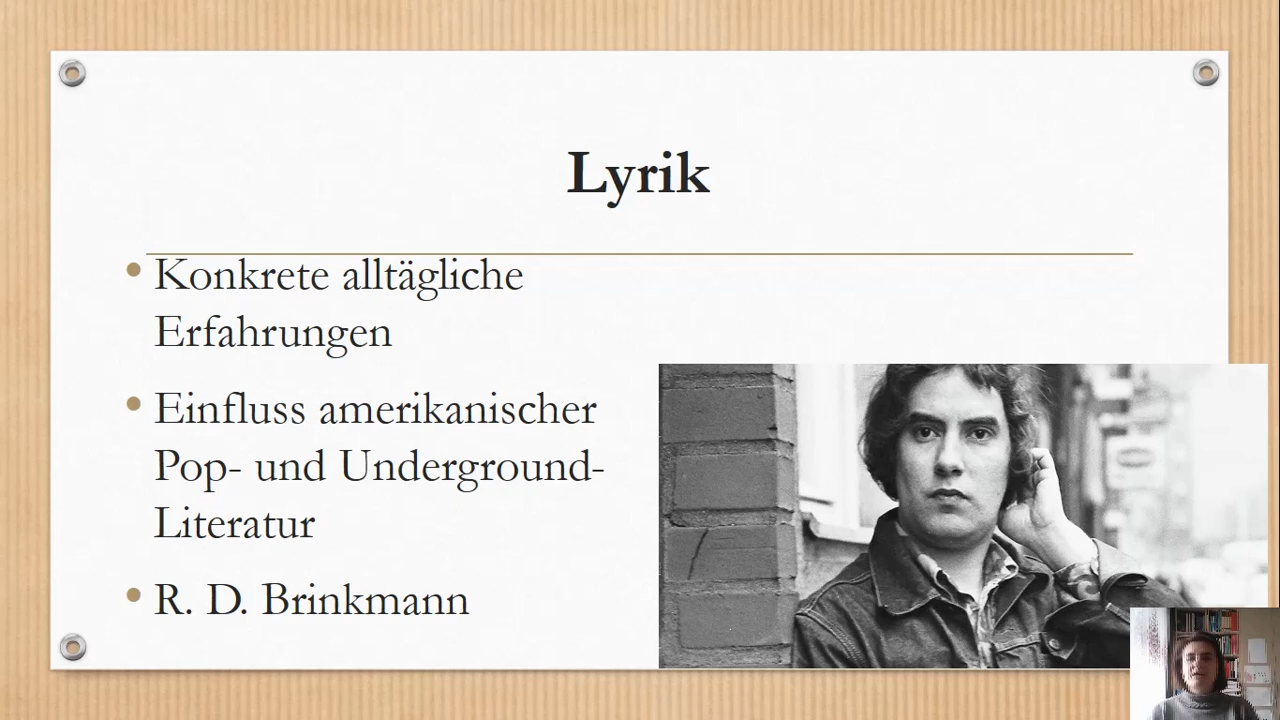 Lyrik
Konkrete alltägliche
Erfahrungen
Einfluss amerikanischer
Pop- und Underground-
Literatur
R. D. Brinkmann